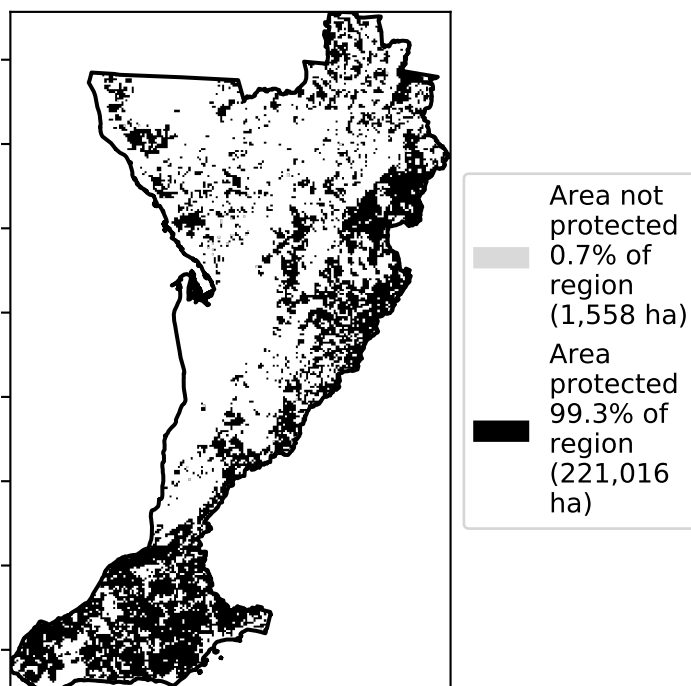 Area not
protected
0.7% of
region
(1,558 ha)
Area
protected
99.3% of
region
(221,016
ha)